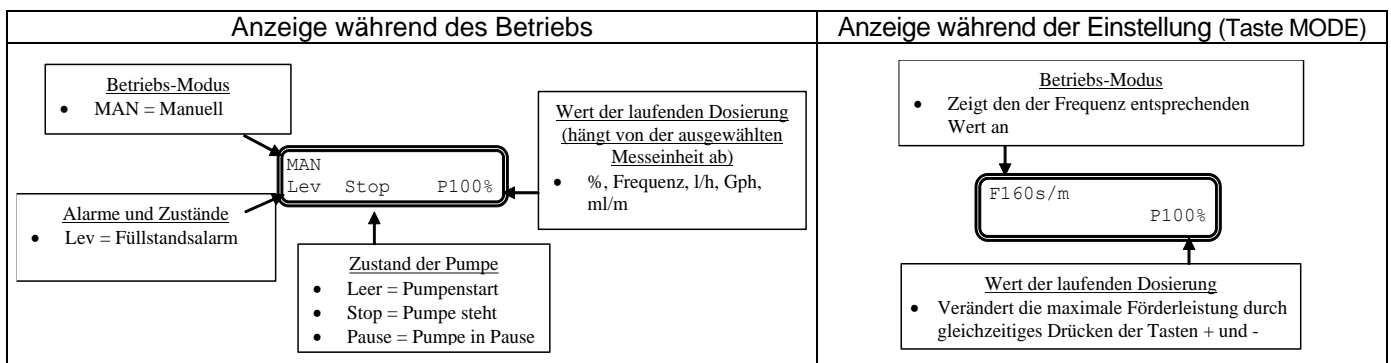 Anzeige während des Betriebs
Betriebs-Modus
• MAN = Manuell
Wert der laufenden Dosierung
(hängt von der ausgewählten
Messeinheit ab)
• %, Frequenz, l/h, Gph,
ml/m
MAN
Lev Stop P100%
Alarme und Zustände
• Lev = Füllstandsalarm
Zustand der Pumpe
• Leer = Pumpenstart
• Stop = Pumpe steht
• Pause = Pumpe in Pause
Anzeige während der Einstellung (Taste MODE)
Betriebs-Modus
• Zeigt den der Frequenz entsprechenden
Wert an
F160s/m
P100%
Wert der laufenden Dosierung
• Verändert die maximale Förderleistung durch
gleichzeitiges Drücken der Tasten + und -